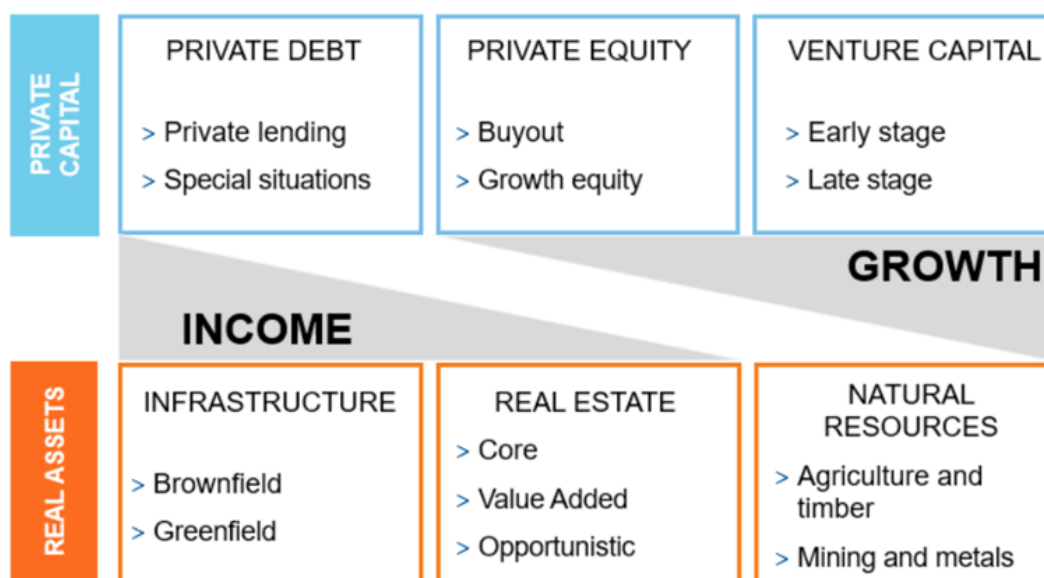 PRIVATE
CAPITAL
PRIVATE DEBT
> Private lending
> Special situations
PRIVATE EQUITY
> Buyout
> Growth equity
VENTURE CAPITAL
> Early stage
> Late stage
INCOME
GROWTH
REAL ASSETS
INFRASTRUCTURE
> Brownfield
> Greenfield
REAL ESTATE
> Core
> Value Added
> Opportunistic
NATURAL
RESOURCES
> Agriculture and
timber
> Mining and metals